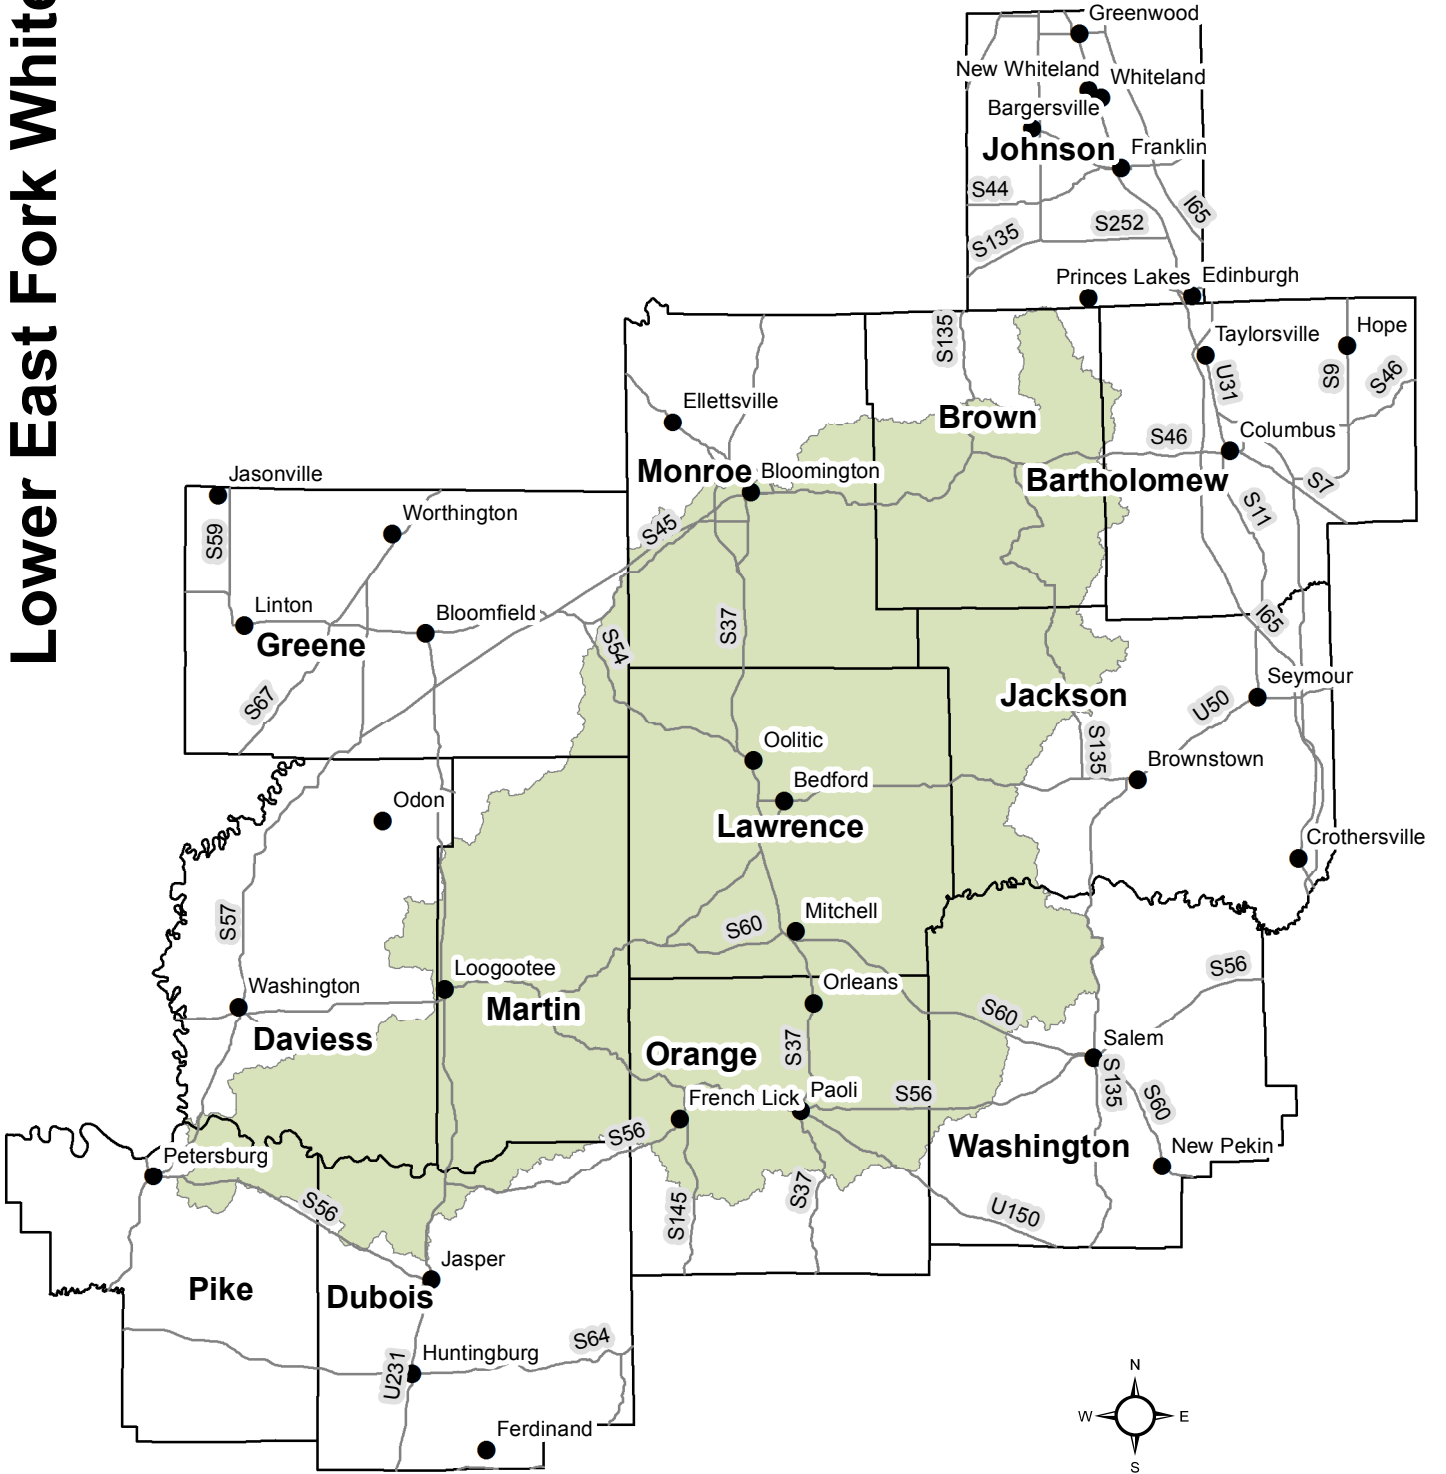 Lower East Fork White
Greenwood
New Whiteland
Whiteland
Bargersville
Johnson
Franklin
S44
I65
S252
S135
Princes Lakes
Edinburgh
S135
Taylorsville
Hope
U31
S9
S46
Ellettsville
Brown
Columbus
S46
Monroe
Bloomington
Bartholomew
S7
Jasonville
S11
Worthington
S45
S59
Linton
Bloomfield
S37
I65
Greene
S54
Jackson
Seymour
S67
U50
Oolitic
S135
Brownstown
Bedford
Odon
Lawrence
Crothersville
Mitchell
S57
S60
Loogootee
S56
Washington
Orleans
Martin
S60
Daviess
Orange
S37
Salem
French Lick
Paoli
S56
S135
S60
S56
Washington
New Pekin
Petersburg
S56
S145
S37
U150
Jasper
Pike
Dubois
S64
Huntingburg
U231
Ferdinand
N
W
E
S